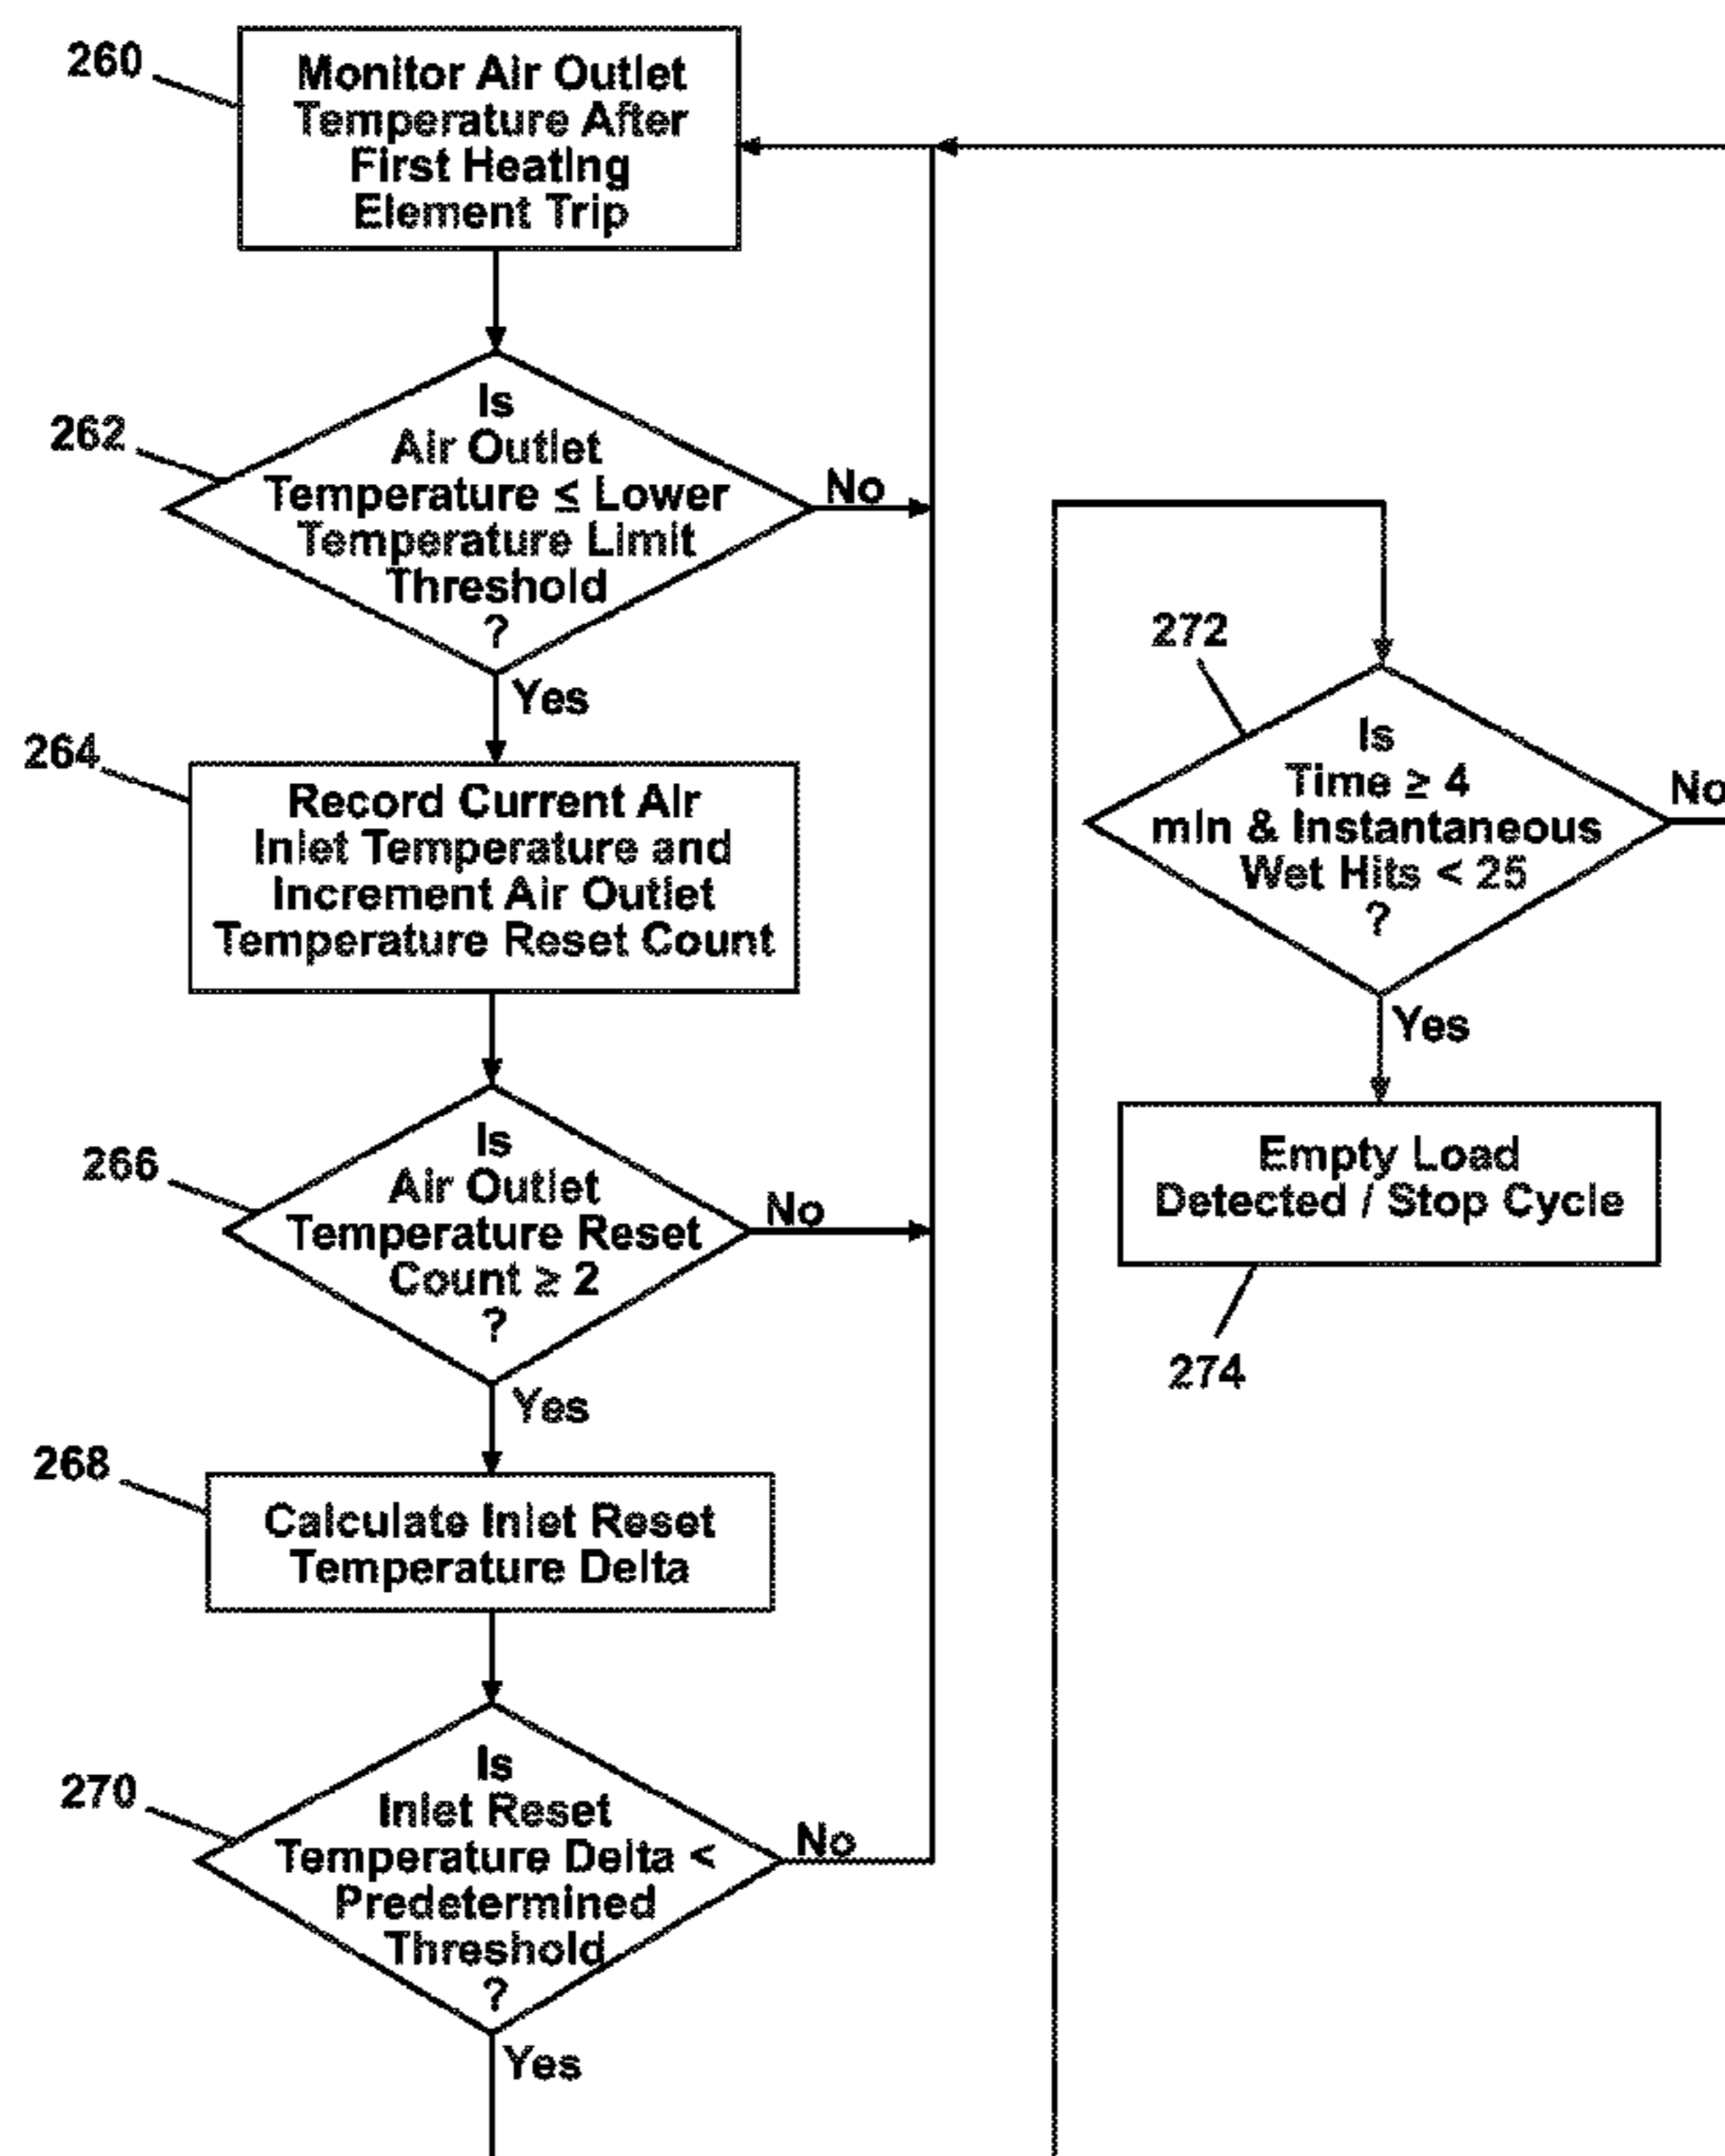 260
Monitor Air Outlet
Temperature After
First Heating
Element Trip
262
Is
Air Outlet
Temperature ≤ Lower
Temperature Limit
Threshold
?
No
Yes
264
Record Current Air
Inlet Temperature and
Increment Air Outlet
Temperature Reset Count
266
Is
Air Outlet
Temperature Reset
Count ≥ 2
?
No
Yes
268
Calculate Inlet Reset
Temperature Delta
270
Is
Inlet Reset
Temperature Delta <
Predetermined
Threshold
?
No
Yes
272
Is
Time ≥ 4
min & Instantaneous
Wet Hits < 25
?
No
Yes
Empty Load
Detected / Stop Cycle
274